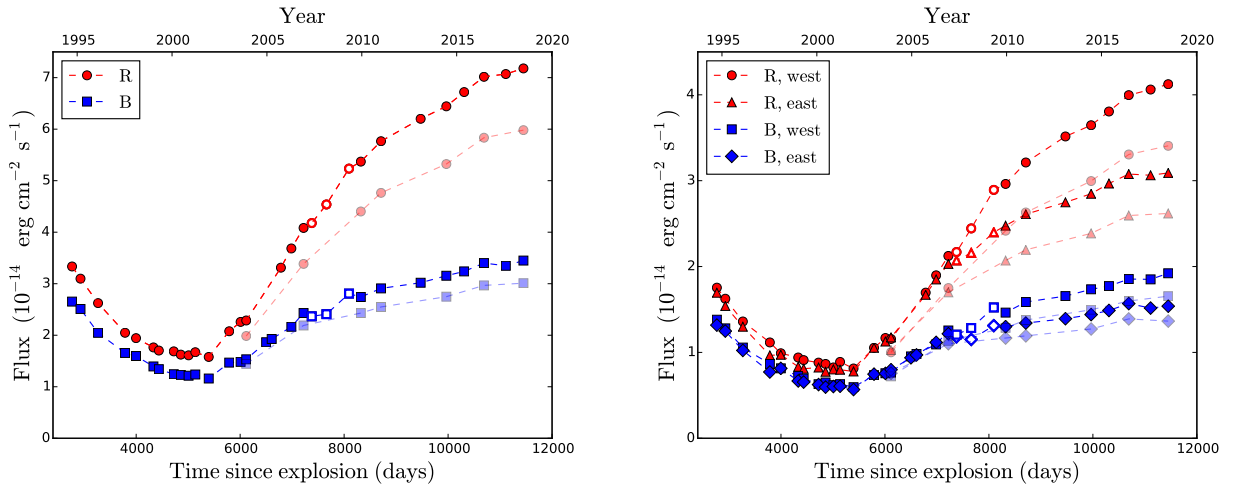 Year
1995 2000 2005 2010 2015 2020
R
B
7
6
5
4
3
2
1
0
Flux (10⁻¹⁴ erg cm⁻² s⁻¹)
4000 6000 8000 10000 12000
Time since explosion (days)
Year
1995 2000 2005 2010 2015 2020
R, west
R, east
B, west
B, east
4
3
2
1
0
Flux (10⁻¹⁴ erg cm⁻² s⁻¹)
4000 6000 8000 10000 12000
Time since explosion (days)